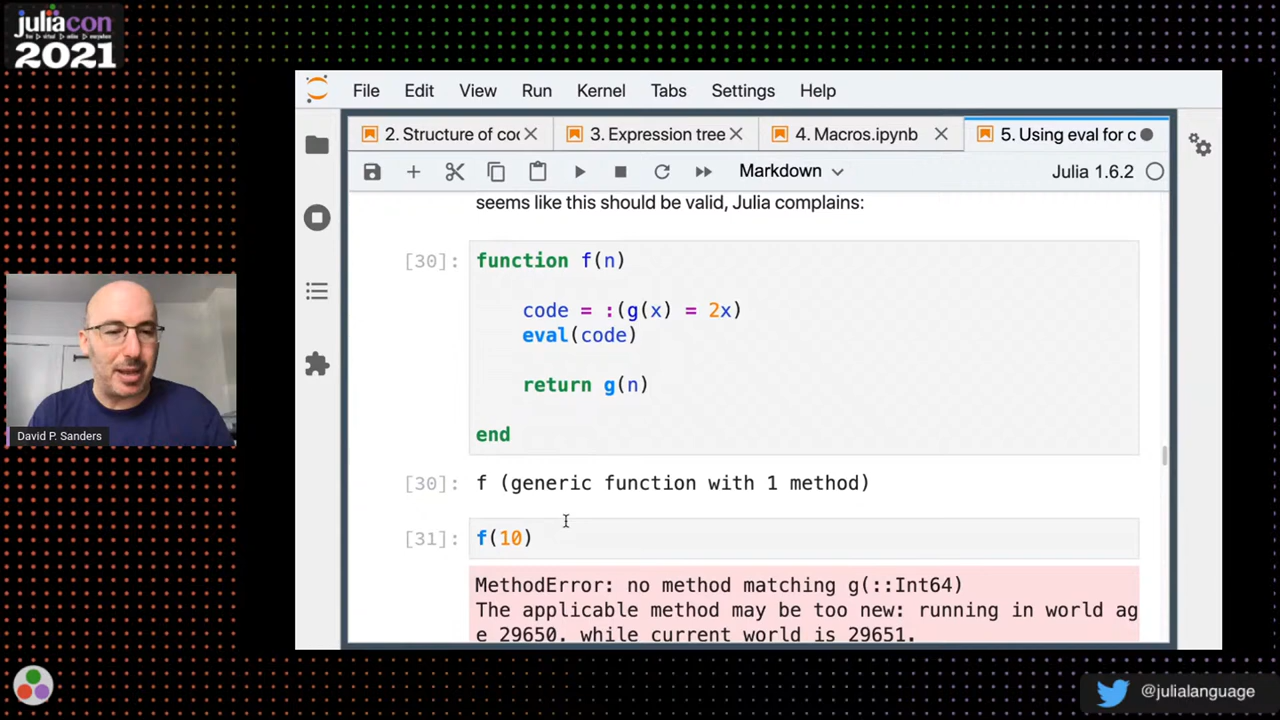 juliacon
2021
File Edit View Run Kernel Tabs Settings Help
2. Structure of coc
3. Expression tree
4. Macros.ipynb
5. Using eval for c
Markdown
Julia 1.6.2
seems like this should be valid, Julia complains:
[30]: function f(n)
code = :(g(x) = 2x)
eval(code)
return g(n)
end
[30]: f (generic function with 1 method)
[31]: f(10)
MethodError: no method matching g(::Int64)
The applicable method may be too new: running in world ag
e 29650, while current world is 29651.
David P. Sanders
@julialanguage